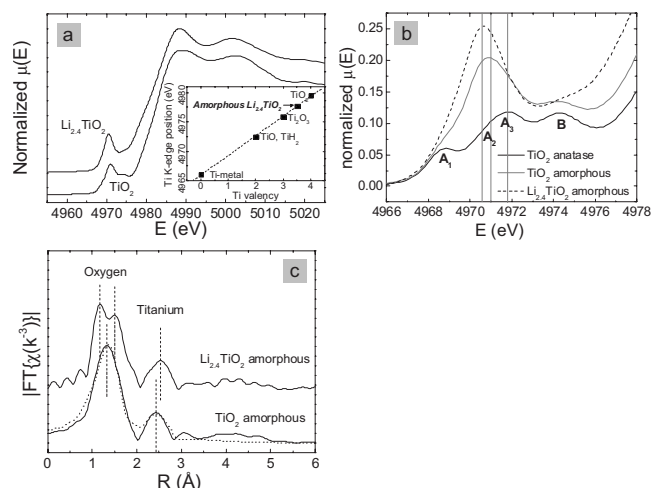 a
Normalized μ(E)
Li2.4TiO2
TiO2
4960 4970 4980 4990 5000 5010 5020
E (eV)
Ti K-edge position (eV)
4980
4975
4970
4965
TiO2
Amorphous Li2.4TiO2
Ti2O3
TiO, TiH2
Ti-metal
0 1 2 3 4
Ti valency
b
normalized μ(E)
0.25
0.20
0.15
0.10
0.05
0.00
A1
A2
A3
B
TiO2 anatase
TiO2 amorphous
Li2.4TiO2 amorphous
4966 4968 4970 4972 4974 4976 4978
E (eV)
c
|FT{χ(k-3)}|
Oxygen
Titanium
Li2.4TiO2 amorphous
TiO2 amorphous
0 1 2 3 4 5 6
R (Å)